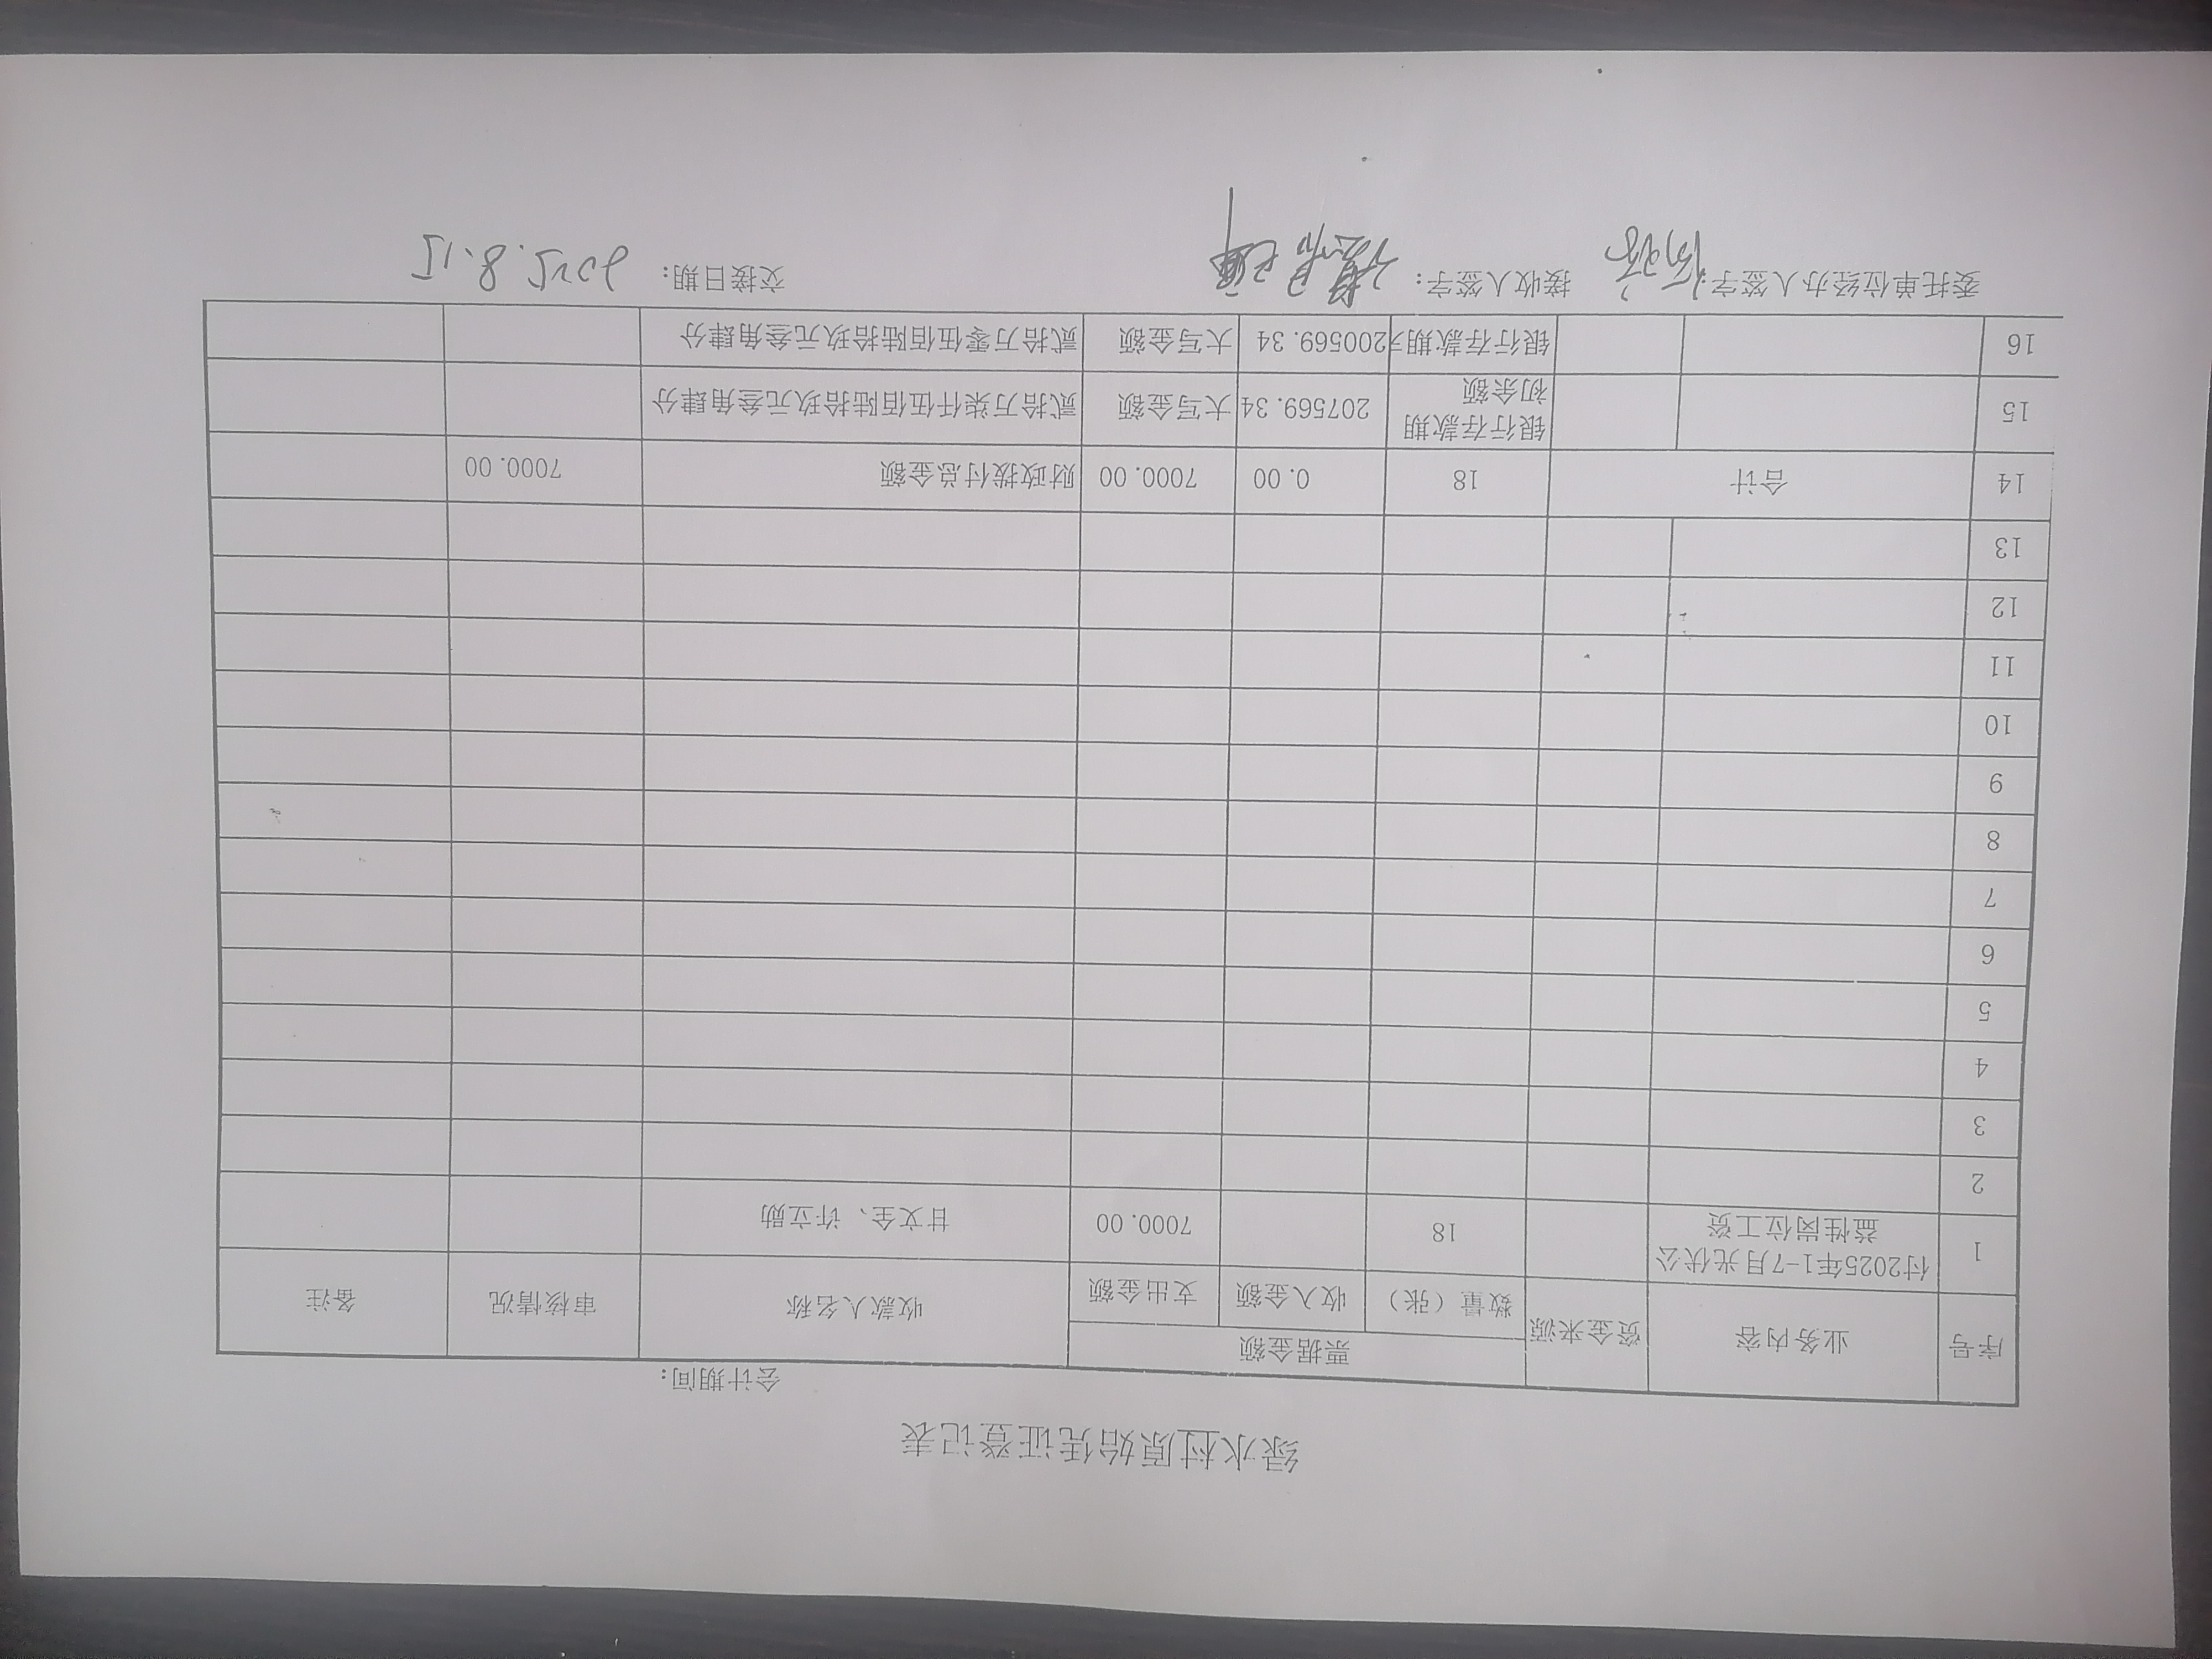 绿水村原始凭证登记表
会计期间：
序号 业务内容 资金来源 票据金额 收款人名称 审核情况 备注
数量（张） 收入金额 支出金额
1 付2025年1-7月光伏公益性岗位工资 18 7000.00 甘文全、许立勋
2
3
4
5
6
7
8
9
10
11
12
13
14 合计 18 0.00 7000.00 财政拨付总金额 7000.00
15 银行存款期初余额 207569.34 大写金额 贰拾万柒仟伍佰陆拾玖元叁角肆分
16 银行存款期 200569.34 大写金额 贰拾万零伍佰陆拾玖元叁角肆分
委托单位经办人签字： 接收人签字： 交接日期：2025.8.15